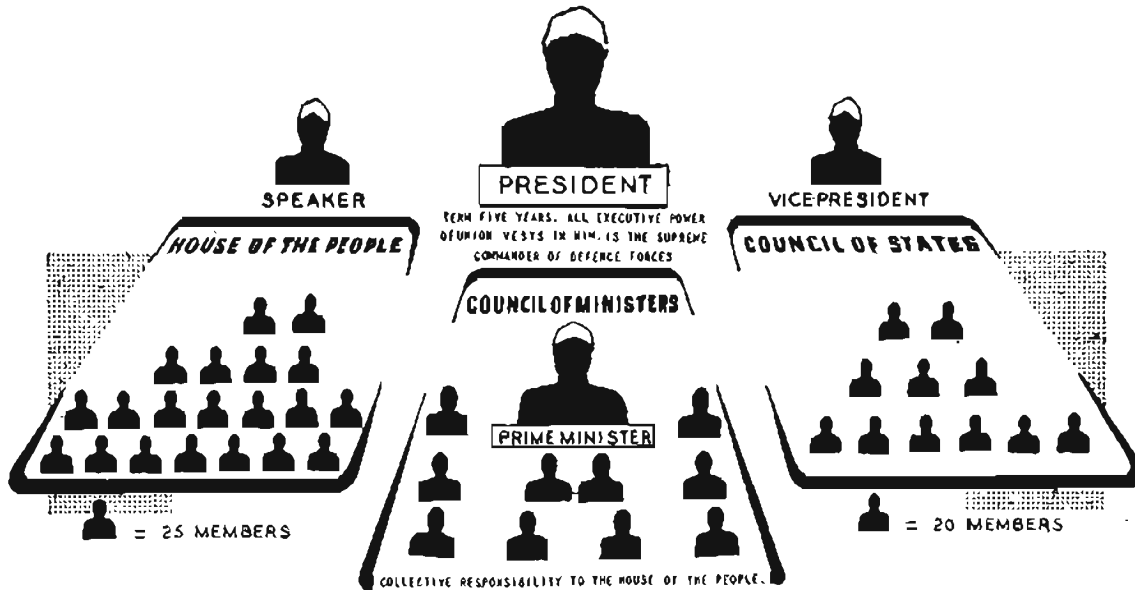 PRESIDENT
TERM FIVE YEARS. ALL EXECUTIVE POWER
OF UNION VESTS IN HIM. IS THE SUPREME
COMMANDER OF DEFENCE FORCES
SPEAKER
HOUSE OF THE PEOPLE
= 25 MEMBERS
COUNCIL OF MINISTERS
PRIME MINISTER
COLLECTIVE RESPONSIBILITY TO THE HOUSE OF THE PEOPLE.
VICE-PRESIDENT
COUNCIL OF STATES
= 20 MEMBERS